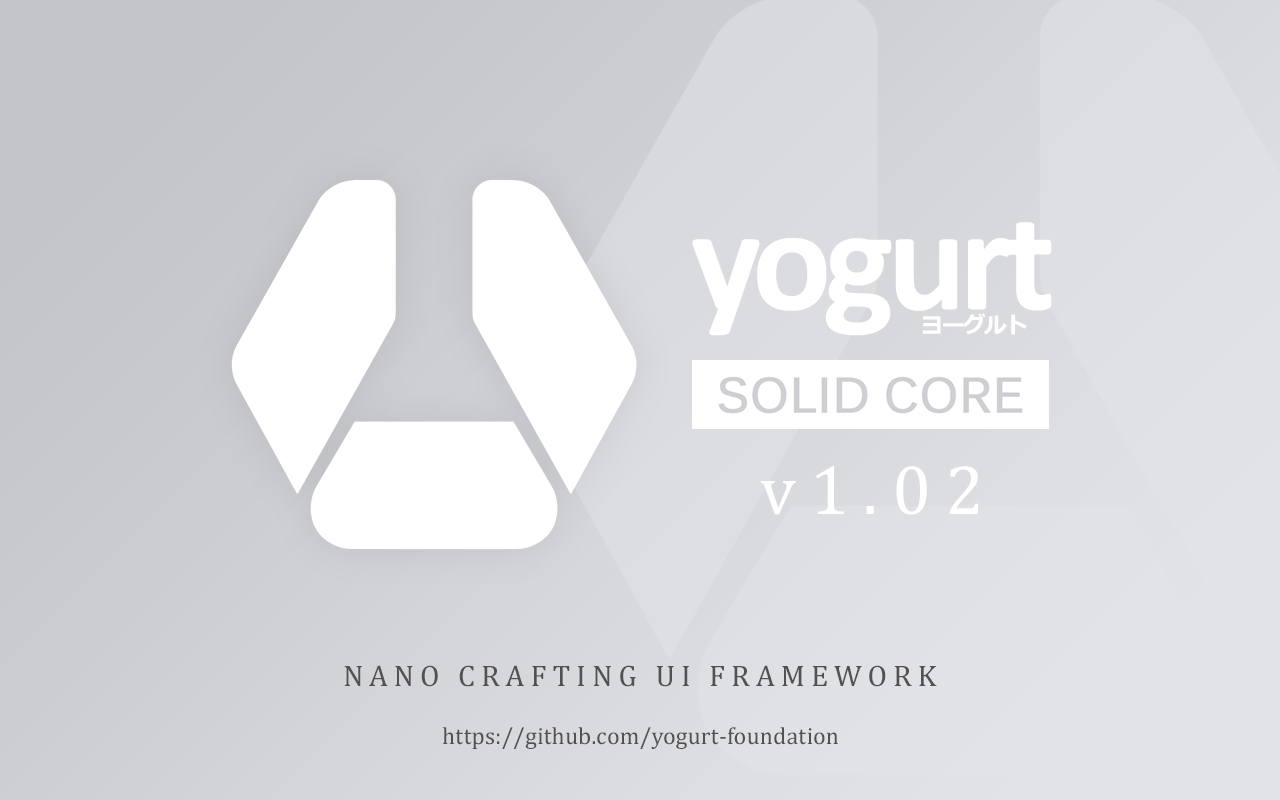 yogurt
ヨーグルト
SOLID CORE
v1.02
NANO CRAFTING UI FRAMEWORK
https://github.com/yogurt-foundation